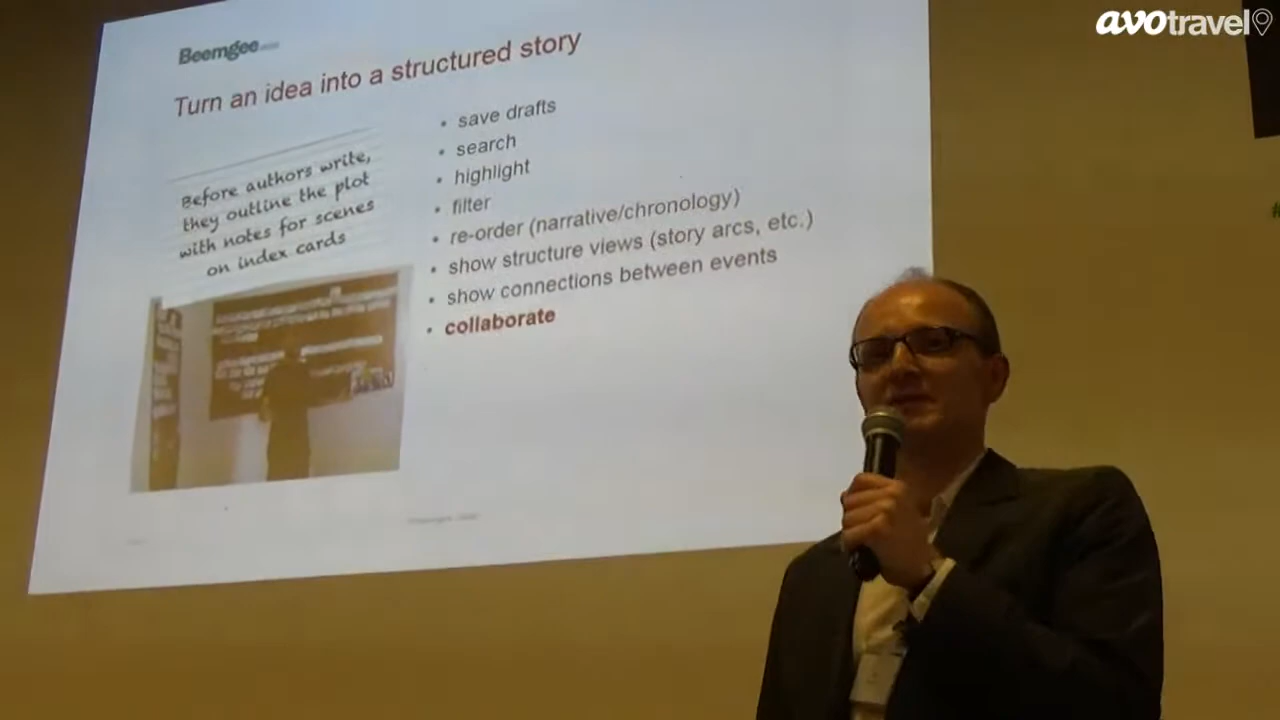 avotravel
Beemgee
Turn an idea into a structured story
Before authors write,
they outline the plot
with notes for scenes
on index cards
• save drafts
• search
• highlight
• filter
• re-order (narrative/chronology)
• show structure views (story arcs, etc.)
• show connections between events
• collaborate